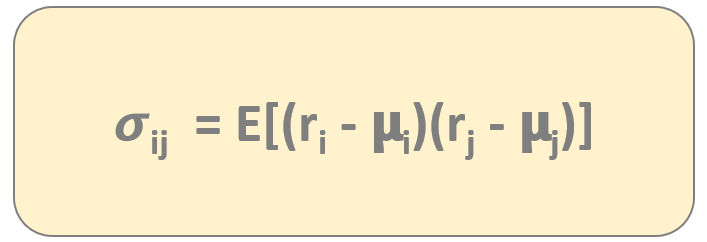 σij = E[(ri - μi)(rj - μj)]